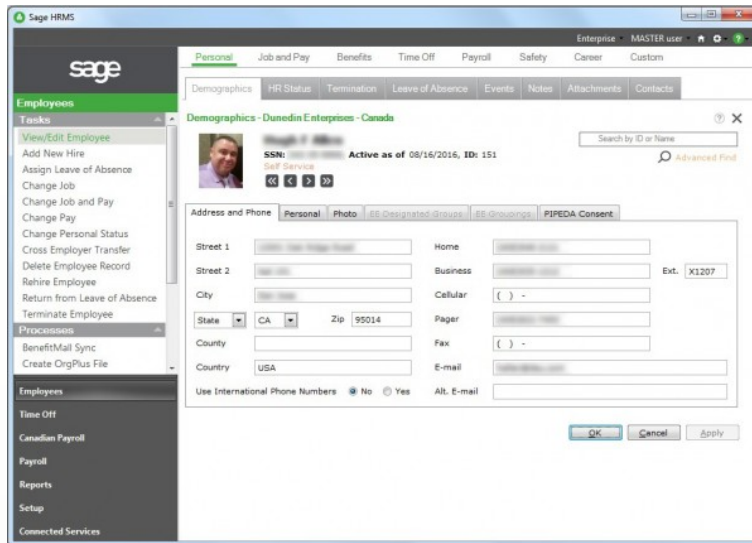 Sage HRMS
Enterprise MASTER user
sage
Personal Job and Pay Benefits Time Off Payroll Safety Career Custom
Demographics HR Status Termination Leave of Absence Events Notes Attachments Contacts
Employees
Tasks
View/Edit Employee
Add New Hire
Assign Leave of Absence
Change Job
Change Job and Pay
Change Pay
Change Personal Status
Cross Employer Transfer
Delete Employee Record
Rehire Employee
Return from Leave of Absence
Terminate Employee
Processes
BenefitMail Sync
Create OrgPlus File
Employees
Time Off
Canadian Payroll
Payroll
Reports
Setup
Connected Services
Demographics - Dunedin Enterprises - Canada
Search by ID or Name
SSN: Active as of 08/16/2016, ID: 151
Advanced Find
Self Service
Address and Phone Personal Photo EE Designated Groups EE Groupings PIPEDA Consent
Street 1 Home
Street 2 Business Ext. X1207
City Cellular ( ) -
State CA Zip 95014 Pager
County Fax ( ) -
Country USA E-mail
Use International Phone Numbers No Yes Alt. E-mail
OK Cancel Apply